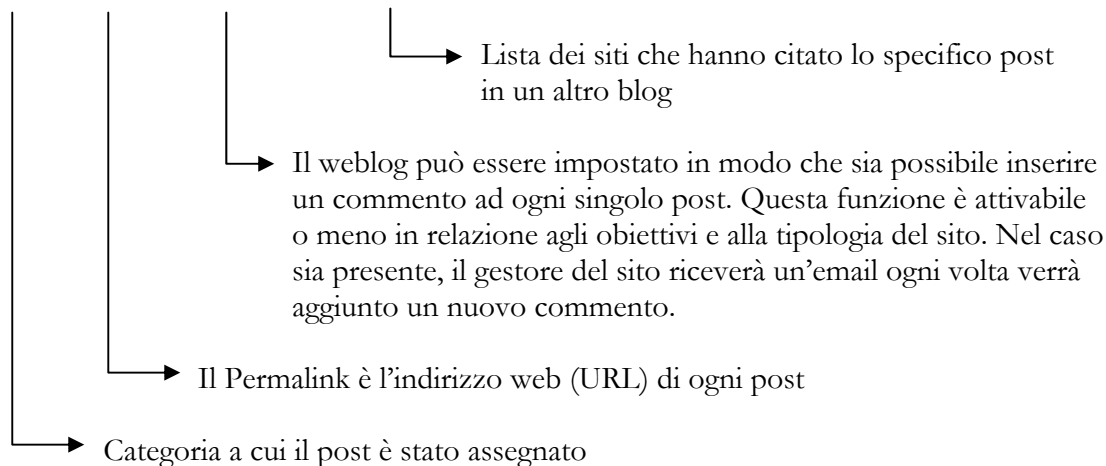 Lista dei siti che hanno citato lo specifico post
in un altro blog
Il weblog può essere impostato in modo che sia possibile inserire
un commento ad ogni singolo post. Questa funzione è attivabile
o meno in relazione agli obiettivi e alla tipologia del sito. Nel caso
sia presente, il gestore del sito riceverà un’email ogni volta verrà
aggiunto un nuovo commento.
Il Permalink è l’indirizzo web (URL) di ogni post
Categoria a cui il post è stato assegnato